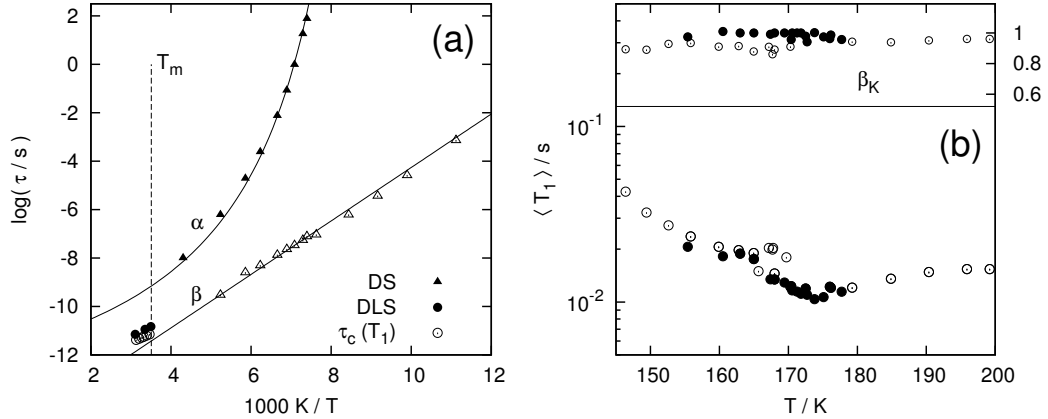 (a)
T_m
2
0
-2
-4
-6
-8
-10
-12
log( τ / s )
α
β
DS
DLS
τ_c (T_1)
2 4 6 8 10 12
1000 K / T
1
0.8
0.6
β_K
(b)
10^-1
10^-2
⟨ T_1 ⟩ / s
150 160 170 180 190 200
T / K